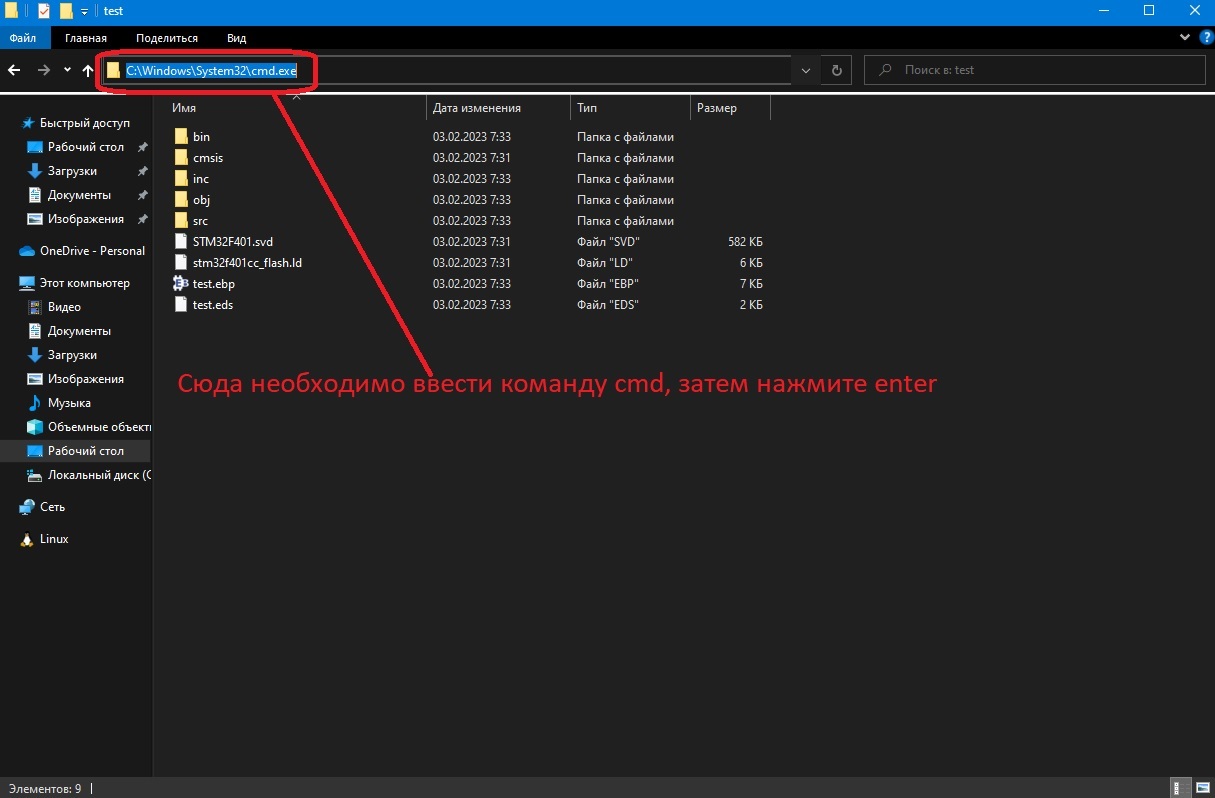 test
Файл Главная Поделиться Вид
C:\Windows\System32\cmd.exe Поиск в: test
Имя Дата изменения Тип Размер
Быстрый доступ
Рабочий стол
Загрузки
Документы
Изображения
OneDrive - Personal
Этот компьютер
Видео
Документы
Загрузки
Изображения
Музыка
Объемные объект
Рабочий стол
Локальный диск (C
Сеть
Linux
bin 03.02.2023 7:33 Папка с файлами
cmsis 03.02.2023 7:31 Папка с файлами
inc 03.02.2023 7:33 Папка с файлами
obj 03.02.2023 7:33 Папка с файлами
src 03.02.2023 7:33 Папка с файлами
STM32F401.svd 03.02.2023 7:31 Файл "SVD" 582 КБ
stm32f401cc_flash.ld 03.02.2023 7:31 Файл "LD" 6 КБ
test.ebp 03.02.2023 7:33 Файл "EBP" 7 КБ
test.eds 03.02.2023 7:33 Файл "EDS" 2 КБ
Сюда необходимо ввести команду cmd, затем нажмите enter
Элементов: 9